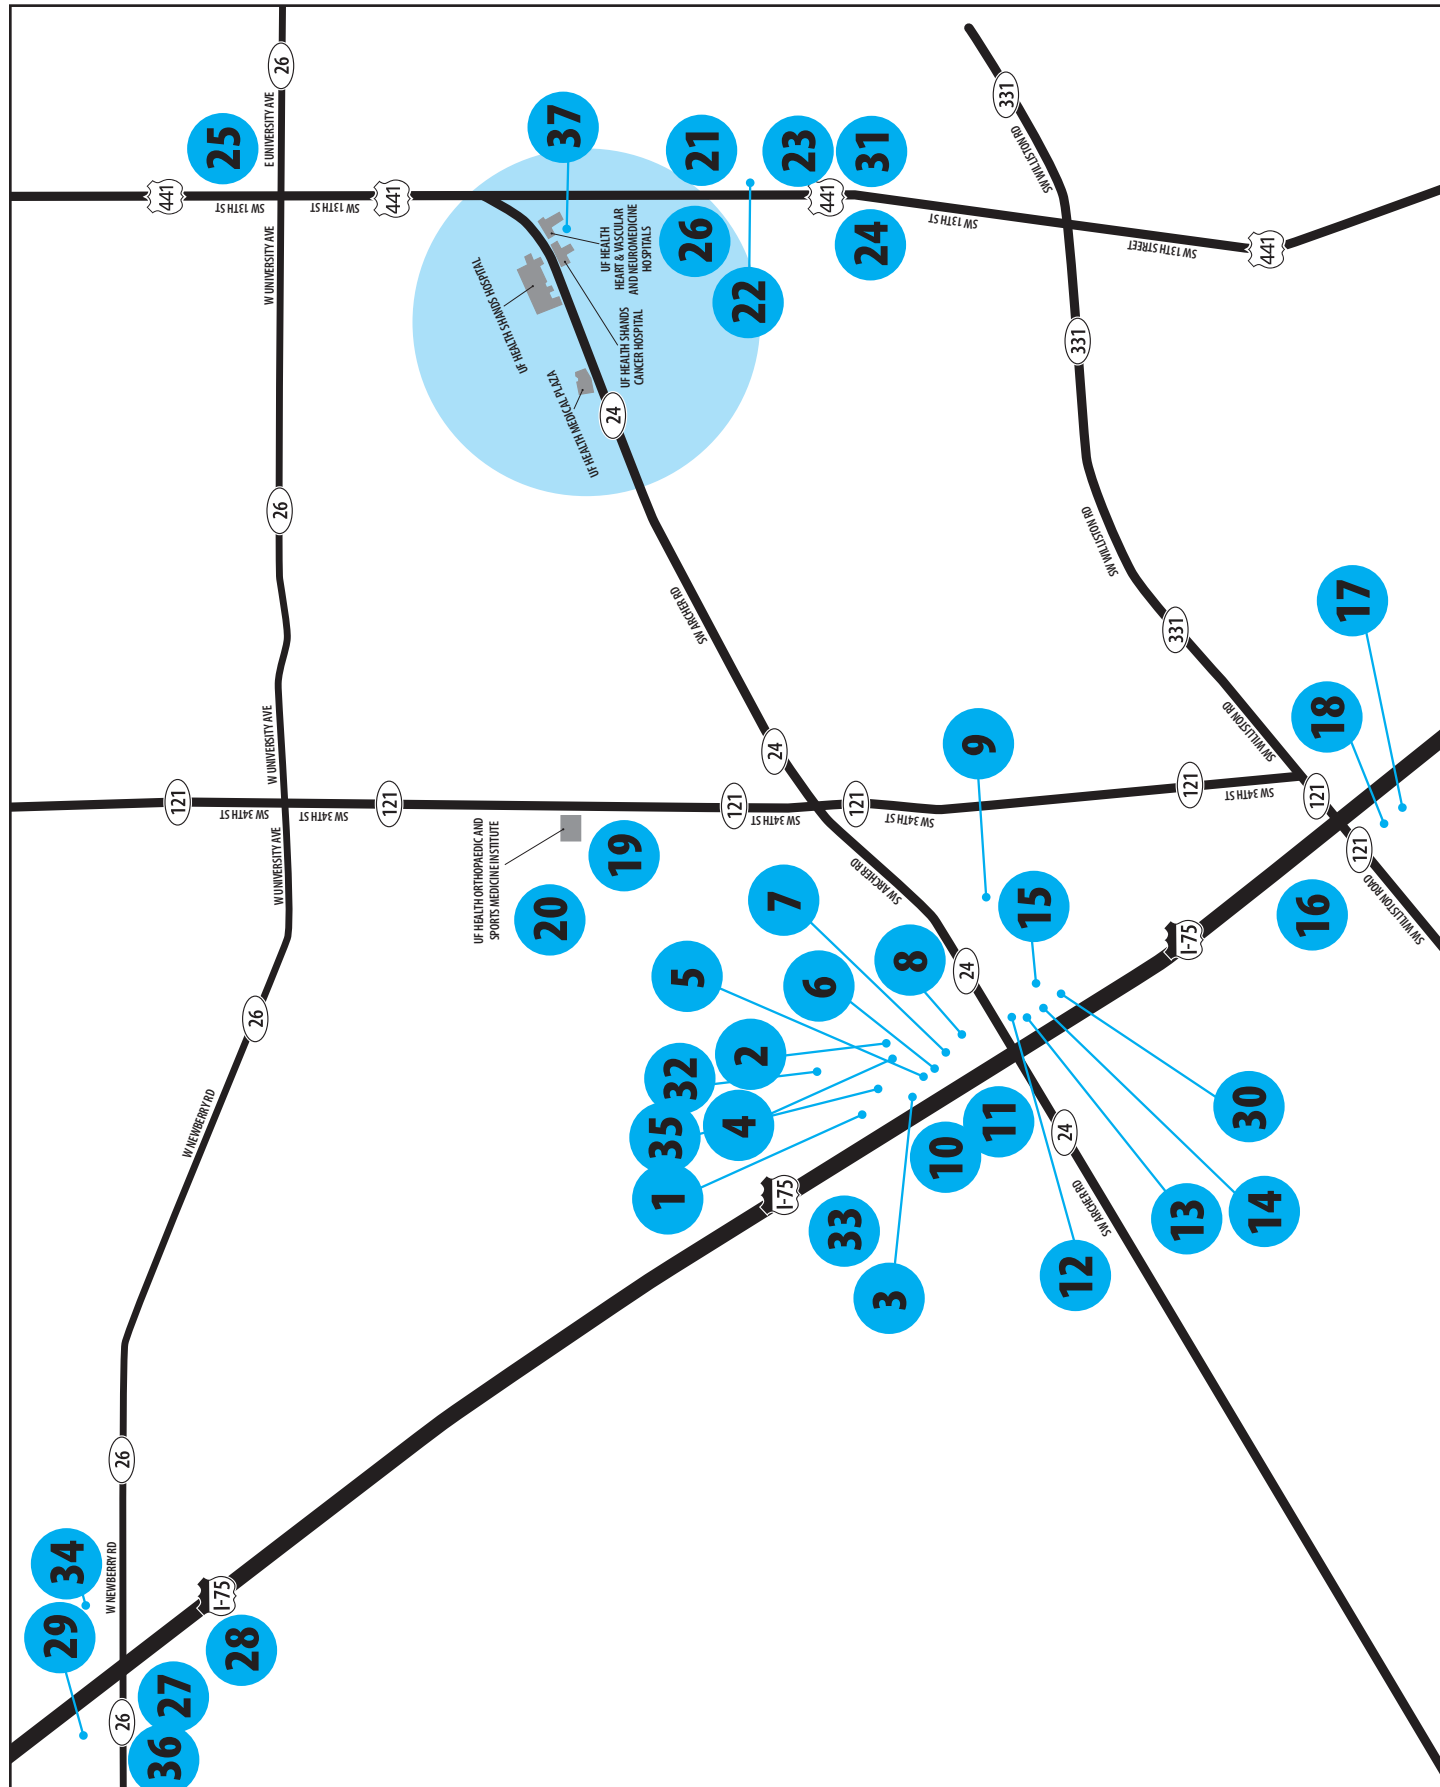 29
34
W NEWBERRY RD
26
36
27
28
I-75
26
W NEWBERRY RD
26
W UNIVERSITY AVE
W UNIVERSITY AVE
26
W UNIVERSITY AVE
E UNIVERSITY AVE
26
25
441
SW 13TH ST
SW 13TH ST
441
121
SW 34TH ST
SW 34TH ST
121
UF HEALTH ORTHOPAEDIC AND
SPORTS MEDICINE INSTITUTE
20
19
121
SW 34TH ST
UF HEALTH SHANDS HOSPITAL
UF HEALTH MEDICAL PLAZA
UF HEALTH
HEART & VASCULAR
AND NEUROMEDICINE
HOSPITALS
UF HEALTH SHANDS
CANCER HOSPITAL
37
24
SW ARCHER RD
24
21
26
22
23
441
31
24
SW 13TH ST
SW 13TH STREET
441
331
SW WILLISTON RD
331
SW WILLISTON RD
331
SW WILLISTON RD
1
35
32
4
2
5
6
7
8
I-75
33
3
10
11
SW ARCHER RD
24
121
SW 34TH ST
9
15
12
13
14
30
24
SW ARCHER RD
I-75
121
SW 34TH ST
121
16
121
SW WILLISTON ROAD
18
17